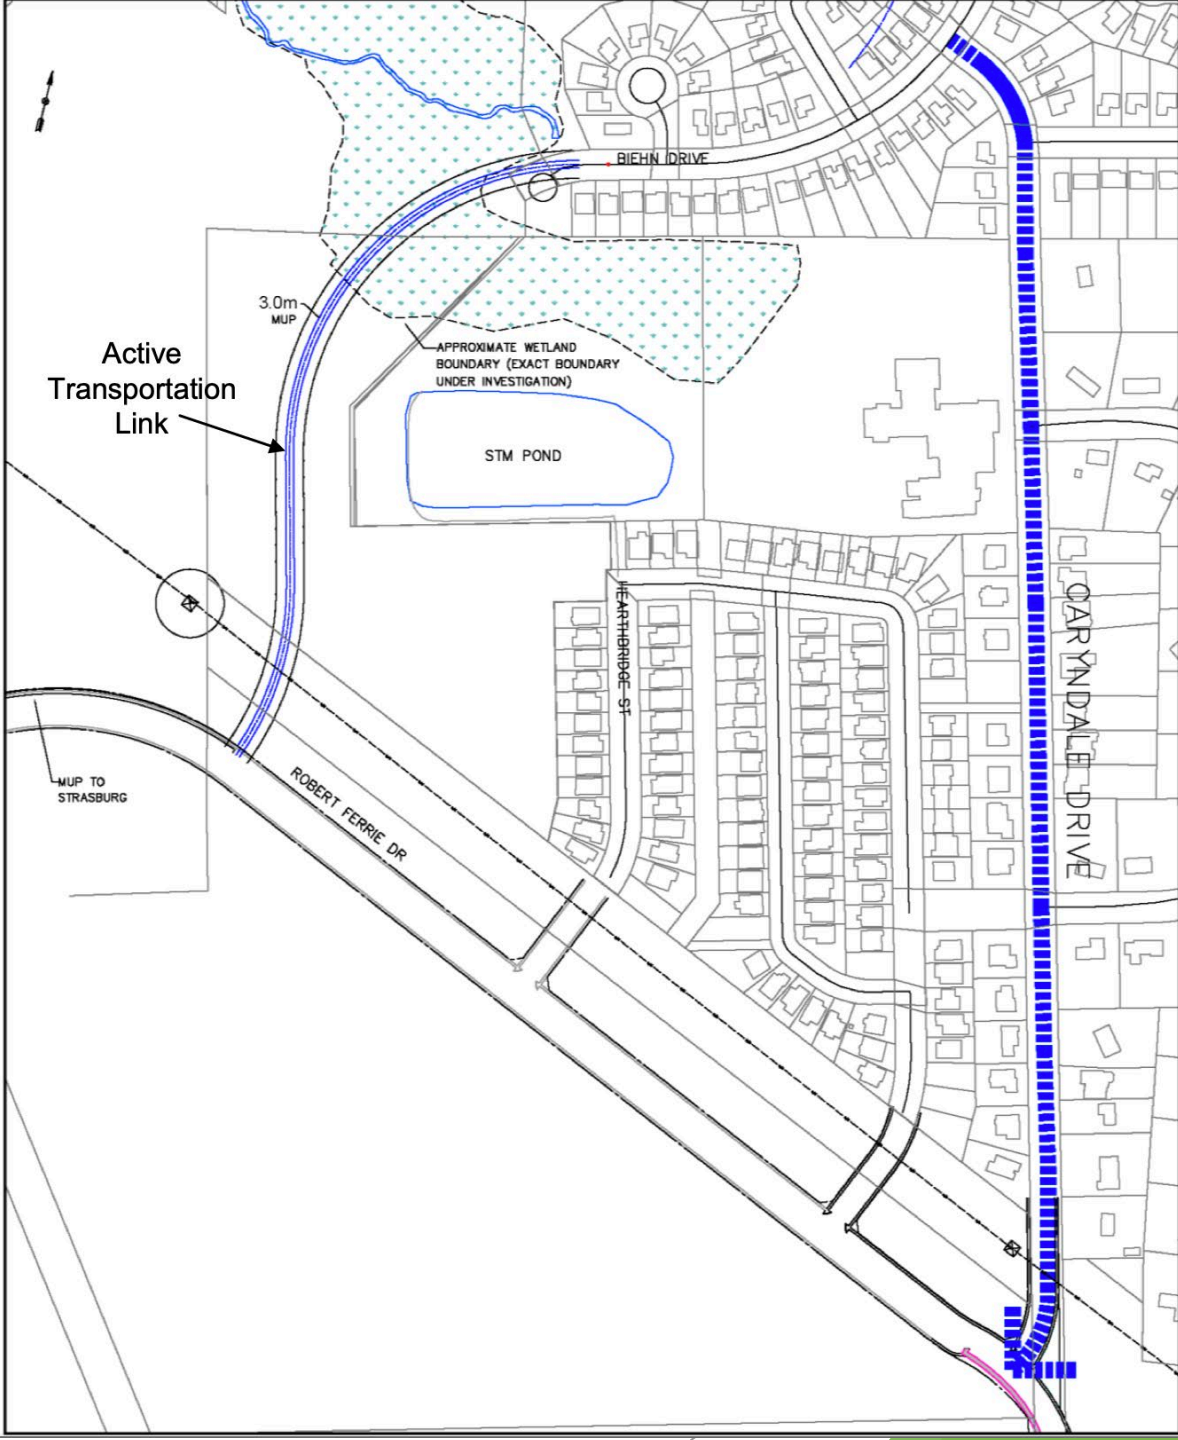 BIEHN DRIVE
3.0m
MUP
Active
Transportation
Link
APPROXIMATE WETLAND
BOUNDARY (EXACT BOUNDARY
UNDER INVESTIGATION)
STM POND
HEARTHBRIDGE ST
CARYNDALE DRIVE
MUP TO
STRASBURG
ROBERT FERRIE DR